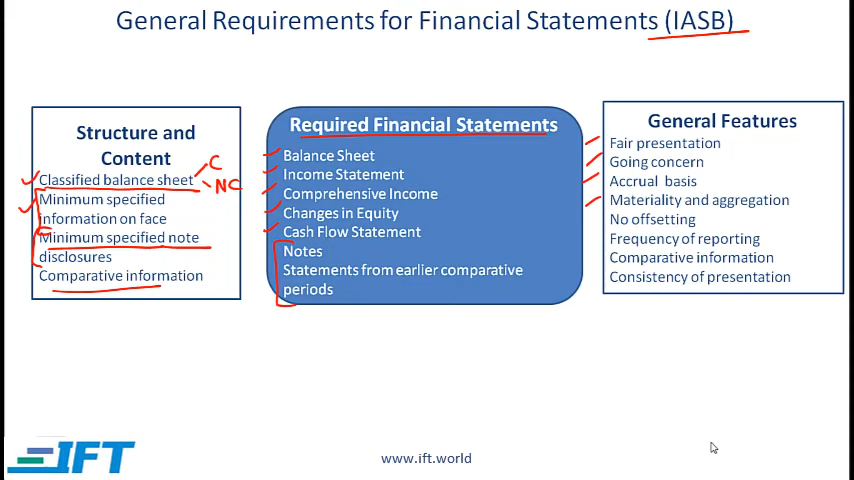 General Requirements for Financial Statements (IASB)
Structure and
Content
Classified balance sheet
C
NC
Minimum specified
information on face
Minimum specified note
disclosures
Comparative information
Required Financial Statements
Balance Sheet
Income Statement
Comprehensive Income
Changes in Equity
Cash Flow Statement
Notes
Statements from earlier comparative
periods
General Features
Fair presentation
Going concern
Accrual basis
Materiality and aggregation
No offsetting
Frequency of reporting
Comparative information
Consistency of presentation
IFT
www.ift.world